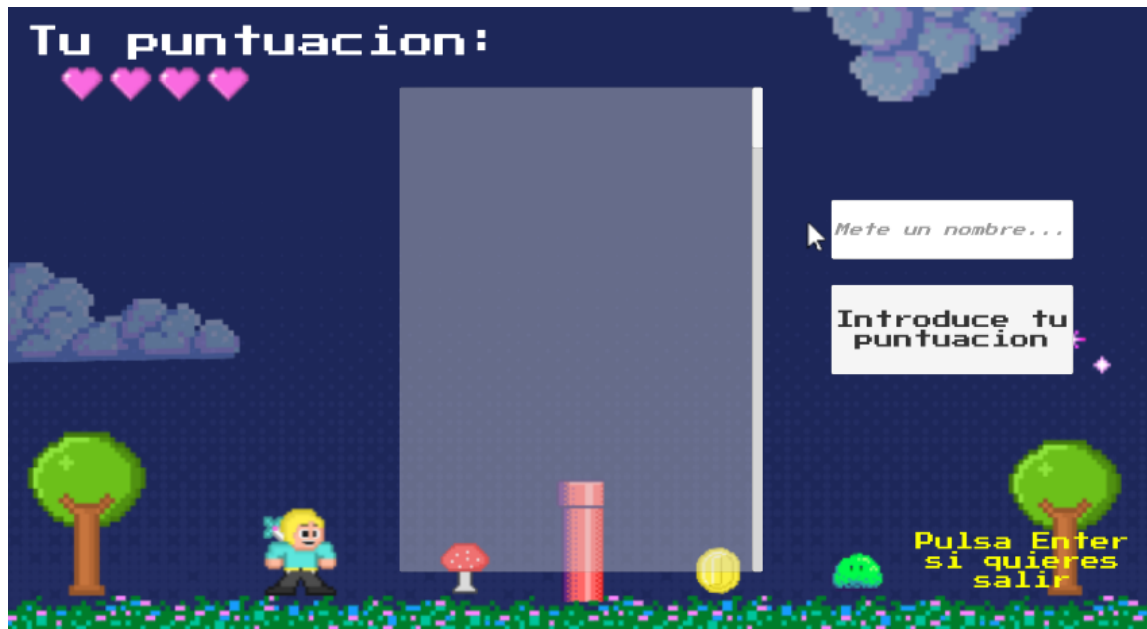 Tu puntuacion:
Mete un nombre...
Introduce tu
puntuacion
Pulsa Enter
si quieres
salir